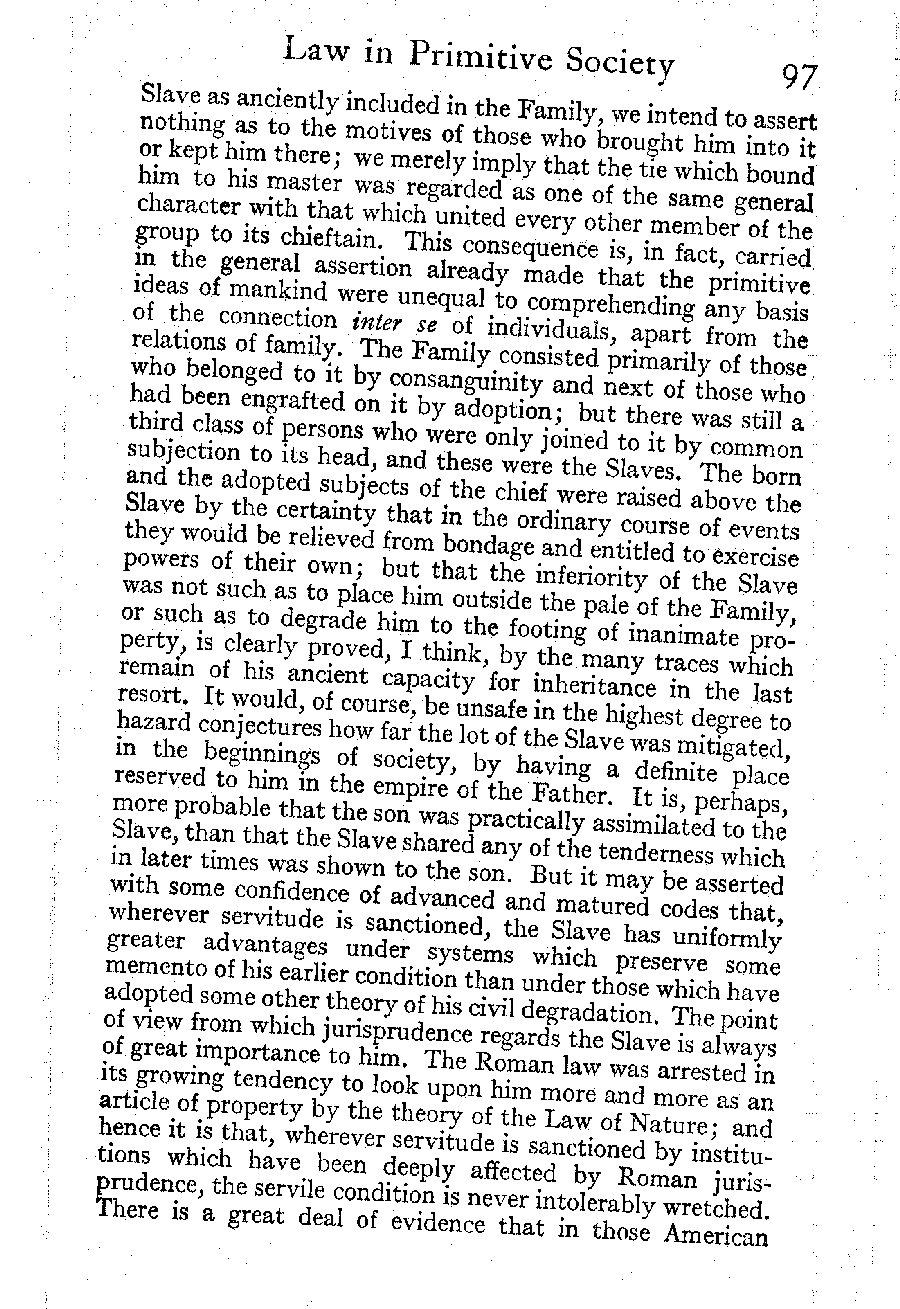 Law in Primitive Society 97
Slave as anciently included in the Family, we intend to assert
nothing as to the motives of those who brought him into it
or kept him there; we merely imply that the tie which bound
him to his master was regarded as one of the same general
character with that which united every other member of the
group to its chieftain. This consequence is, in fact, carried
in the general assertion already made that the primitive
ideas of mankind were unequal to comprehending any basis
of the connection inter se of individuals, apart from the
relations of family. The Family consisted primarily of those
who belonged to it by consanguinity and next of those who
had been engrafted on it by adoption; but there was still a
third class of persons who were only joined to it by common
subjection to its head, and these were the Slaves. The born
and the adopted subjects of the chief were raised above the
Slave by the certainty that in the ordinary course of events
they would be relieved from bondage and entitled to exercise
powers of their own; but that the inferiority of the Slave
was not such as to place him outside the pale of the Family,
or such as to degrade him to the footing of inanimate pro-
perty, is clearly proved, I think, by the many traces which
remain of his ancient capacity for inheritance in the last
resort. It would, of course, be unsafe in the highest degree to
hazard conjectures how far the lot of the Slave was mitigated,
in the beginnings of society, by having a definite place
reserved to him in the empire of the Father. It is, perhaps,
more probable that the son was practically assimilated to the
Slave, than that the Slave shared any of the tenderness which
in later times was shown to the son. But it may be asserted
with some confidence of advanced and matured codes that,
wherever servitude is sanctioned, the Slave has uniformly
greater advantages under systems which preserve some
memento of his earlier condition than under those which have
adopted some other theory of his civil degradation. The point
of view from which jurisprudence regards the Slave is always
of great importance to him. The Roman law was arrested in
its growing tendency to look upon him more and more as an
article of property by the theory of the Law of Nature; and
hence it is that, wherever servitude is sanctioned by institu-
tions which have been deeply affected by Roman juris-
prudence, the servile condition is never intolerably wretched.
There is a great deal of evidence that in those American